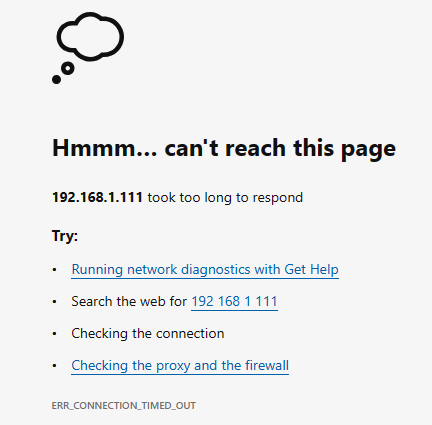 Hmmm... can't reach this page
192.168.1.111 took too long to respond
Try:
• Running network diagnostics with Get Help
• Search the web for 192 168 1 111
• Checking the connection
• Checking the proxy and the firewall
ERR_CONNECTION_TIMED_OUT